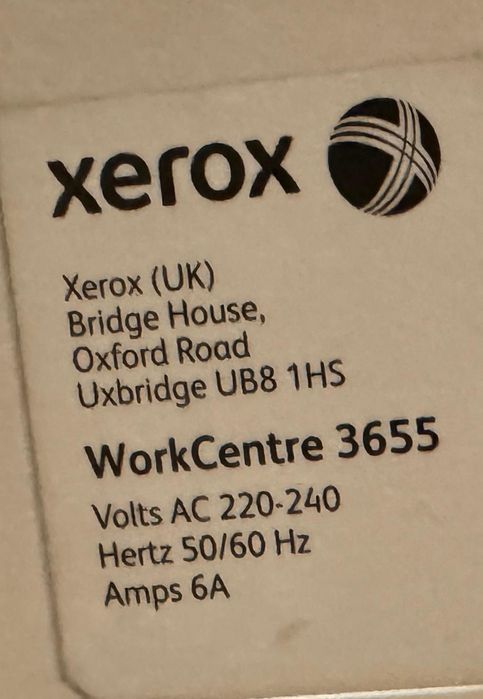 xerox
Xerox (UK)
Bridge House,
Oxford Road
Uxbridge UB8 1HS
WorkCentre 3655
Volts AC 220-240
Hertz 50/60 Hz
Amps 6A